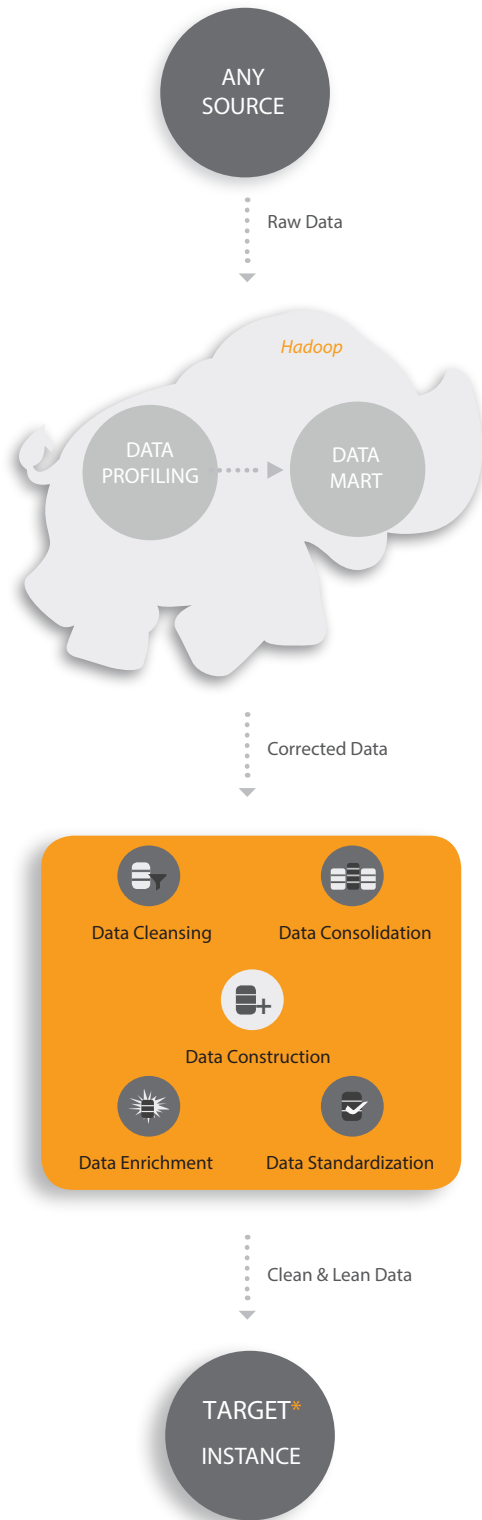 ANY
SOURCE
Raw Data
Hadoop
DATA
PROFILING
DATA
MART
Corrected Data
Data Cleansing
Data Consolidation
Data Construction
Data Enrichment
Data Standardization
Clean & Lean Data
TARGET*
INSTANCE